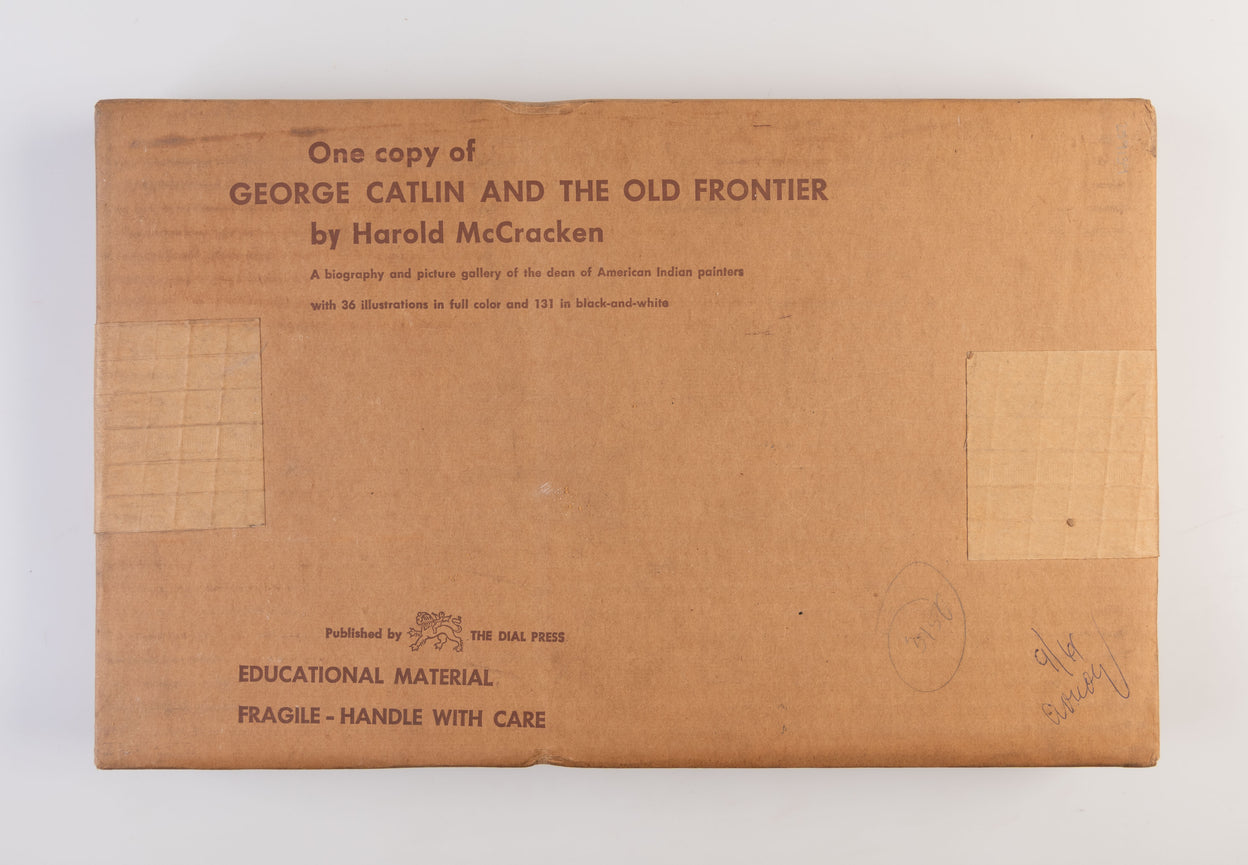 One copy of
GEORGE CATLIN AND THE OLD FRONTIER
by Harold McCracken
A biography and picture gallery of the dean of American Indian painters
with 36 illustrations in full color and 131 in black-and-white
Published by THE DIAL PRESS
EDUCATIONAL MATERIAL
FRAGILE - HANDLE WITH CARE